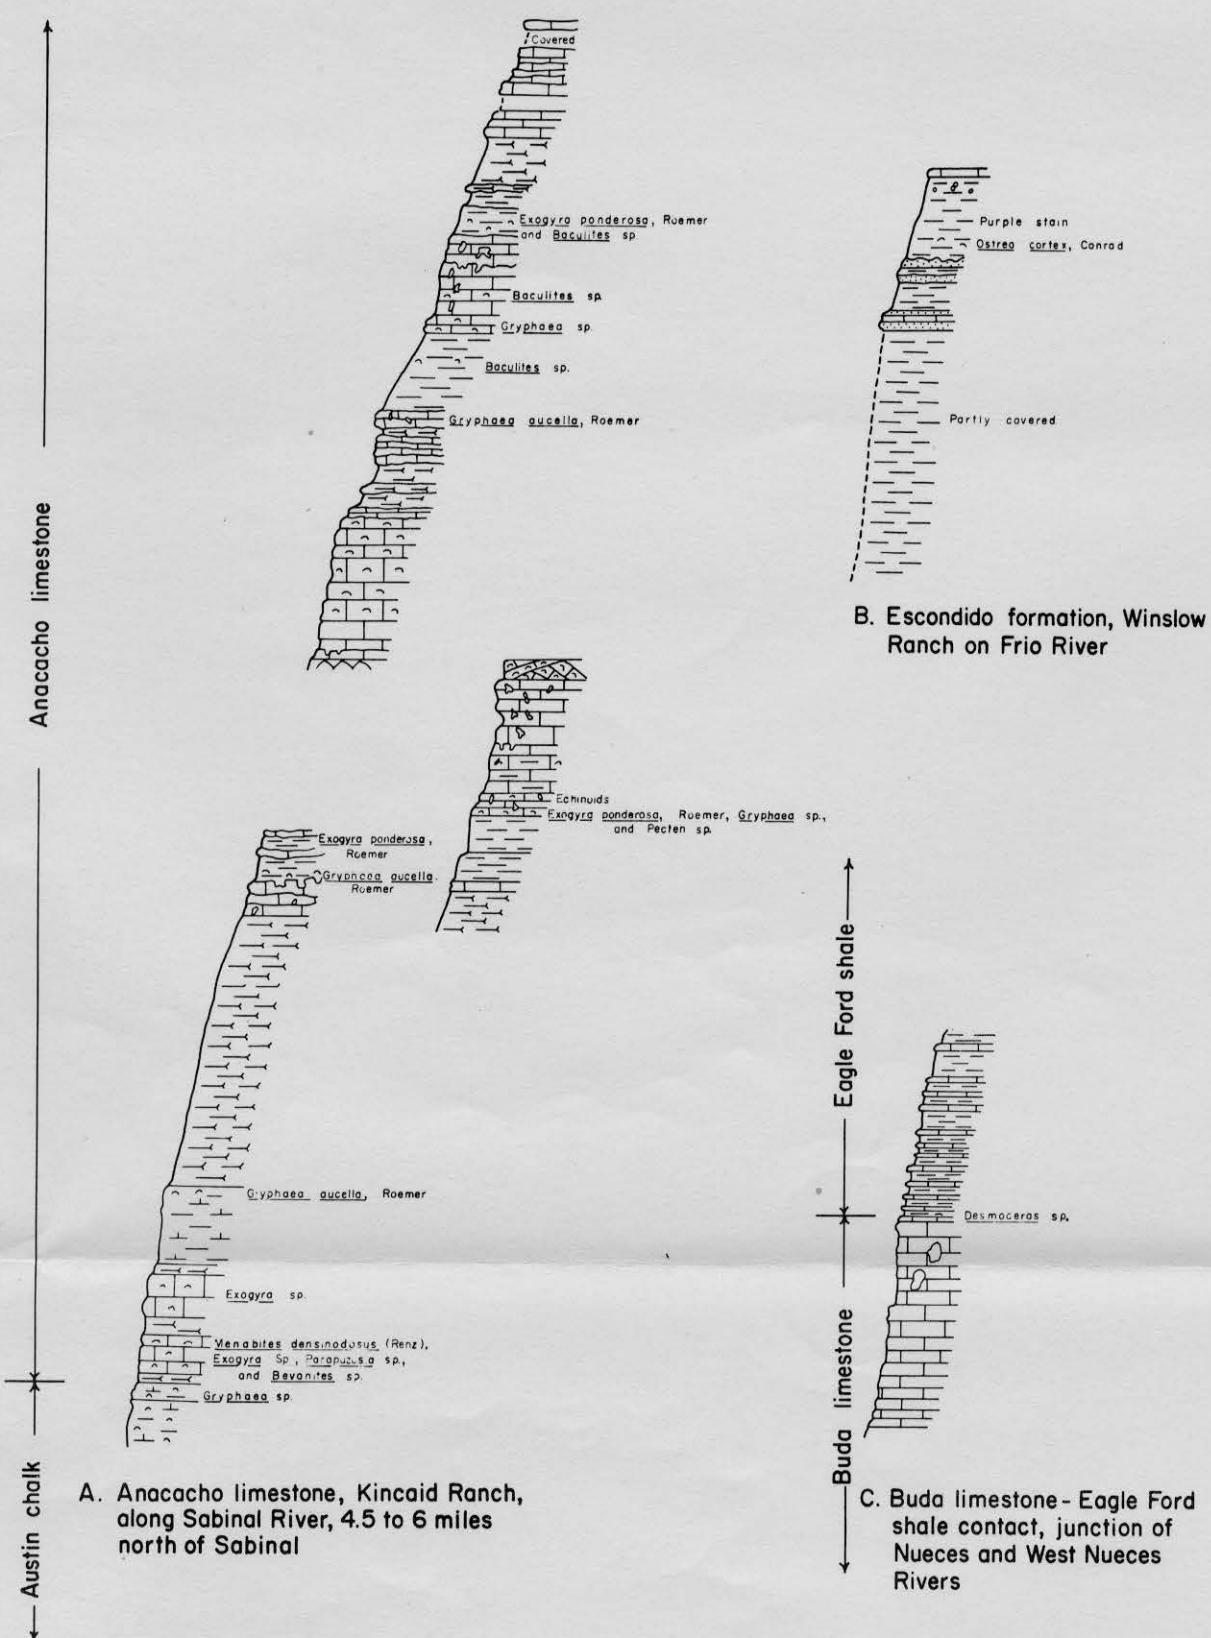 Covered
Exogyra ponderosa, Roemer
and Baculites sp.
Baculites sp.
Gryphaea sp.
Baculites sp.
Gryphaea aucella, Roemer
Anacacho limestone
Echinoids
Exogyra ponderosa, Roemer, Gryphaea sp.,
and Pecten sp.
Exogyra ponderosa,
Roemer
Gryphaea aucella,
Roemer
Gryphaea aucella, Roemer
Exogyra sp.
Menabites densinodosus (Renz),
Exogyra Sp., Parapuzosia sp.,
and Bevanites sp.
Gryphaea sp.
Austin chalk
A. Anacacho limestone, Kincaid Ranch,
along Sabinal River, 4.5 to 6 miles
north of Sabinal
Purple stain
Ostrea cortex, Conrad
Partly covered
B. Escondido formation, Winslow
Ranch on Frio River
Eagle Ford shale
Desmoceras sp.
Buda limestone
C. Buda limestone - Eagle Ford
shale contact, junction of
Nueces and West Nueces
Rivers